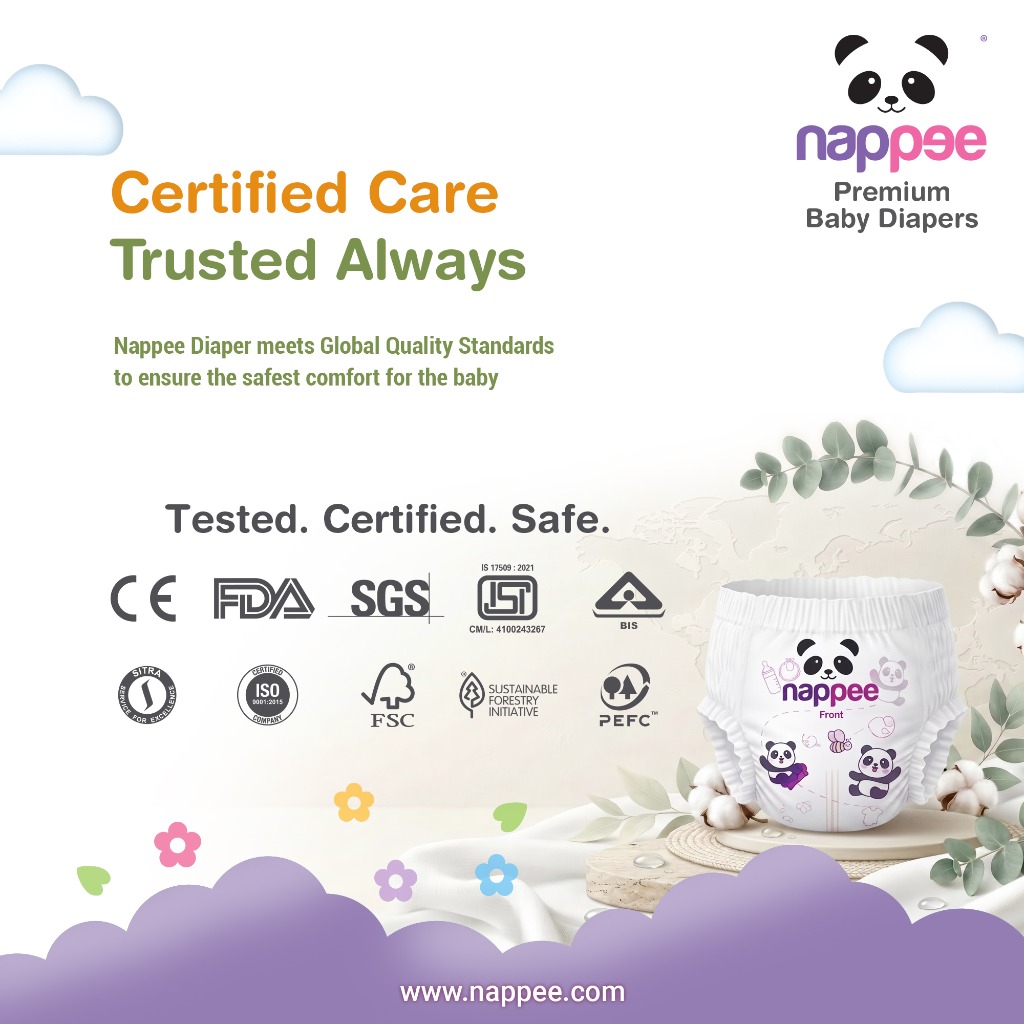 ®
nappee
Premium
Baby Diapers
Certified Care
Trusted Always
Nappee Diaper meets Global Quality Standards
to ensure the safest comfort for the baby
Tested. Certified. Safe.
CE
FDA
SGS
IS 17509 : 2021
ISI
CM/L: 4100243267
BIS
SITRA
SERVICE FOR EXCELLENCE
CERTIFIED
ISO
9001:2015
COMPANY
®
FSC
SUSTAINABLE
FORESTRY
INITIATIVE
PEFC™
nappee
Front
www.nappee.com